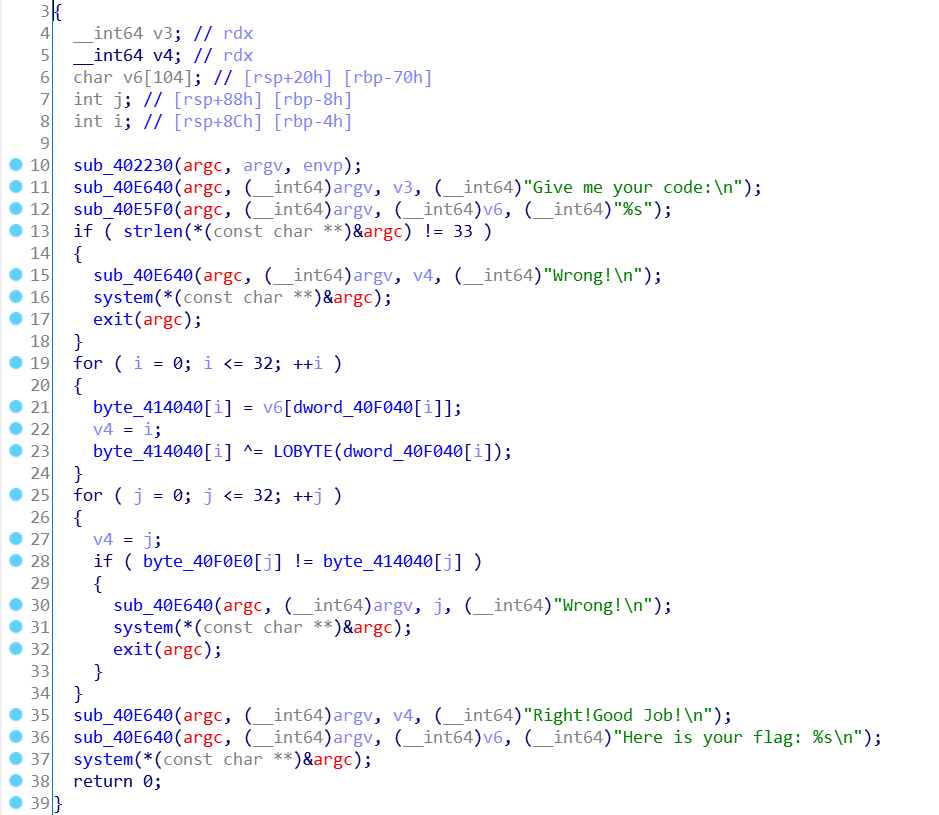 3 {
4   __int64 v3; // rdx
5   __int64 v4; // rdx
6   char v6[104]; // [rsp+20h] [rbp-70h]
7   int j; // [rsp+88h] [rbp-8h]
8   int i; // [rsp+8Ch] [rbp-4h]
9
10   sub_402230(argc, argv, envp);
11   sub_40E640(argc, (__int64)argv, v3, (__int64)"Give me your code:\n");
12   sub_40E5F0(argc, (__int64)argv, (__int64)v6, (__int64)"%s");
13   if ( strlen(*(const char **)&argc) != 33 )
14   {
15     sub_40E640(argc, (__int64)argv, v4, (__int64)"Wrong!\n");
16     system(*(const char **)&argc);
17     exit(argc);
18   }
19   for ( i = 0; i <= 32; ++i )
20   {
21     byte_414040[i] = v6[dword_40F040[i]];
22     v4 = i;
23     byte_414040[i] ^= LOBYTE(dword_40F040[i]);
24   }
25   for ( j = 0; j <= 32; ++j )
26   {
27     v4 = j;
28     if ( byte_40F0E0[j] != byte_414040[j] )
29     {
30       sub_40E640(argc, (__int64)argv, j, (__int64)"Wrong!\n");
31       system(*(const char **)&argc);
32       exit(argc);
33     }
34   }
35   sub_40E640(argc, (__int64)argv, v4, (__int64)"Right!Good Job!\n");
36   sub_40E640(argc, (__int64)argv, (__int64)v6, (__int64)"Here is your flag: %s\n");
37   system(*(const char **)&argc);
38   return 0;
39 }